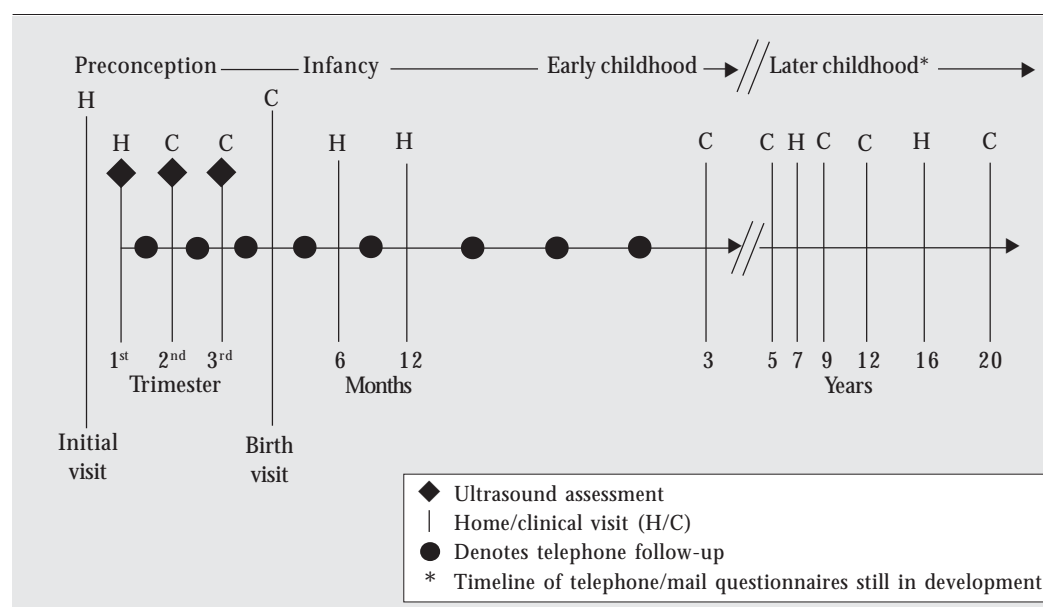 Preconception Infancy Early childhood Later childhood*
H C
H C C H H C C H C C H C
1st 2nd 3rd 6 12 3 5 7 9 12 16 20
Trimester Months Years
Initial visit
Birth visit
Ultrasound assessment
Home/clinical visit (H/C)
Denotes telephone follow-up
* Timeline of telephone/mail questionnaires still in development